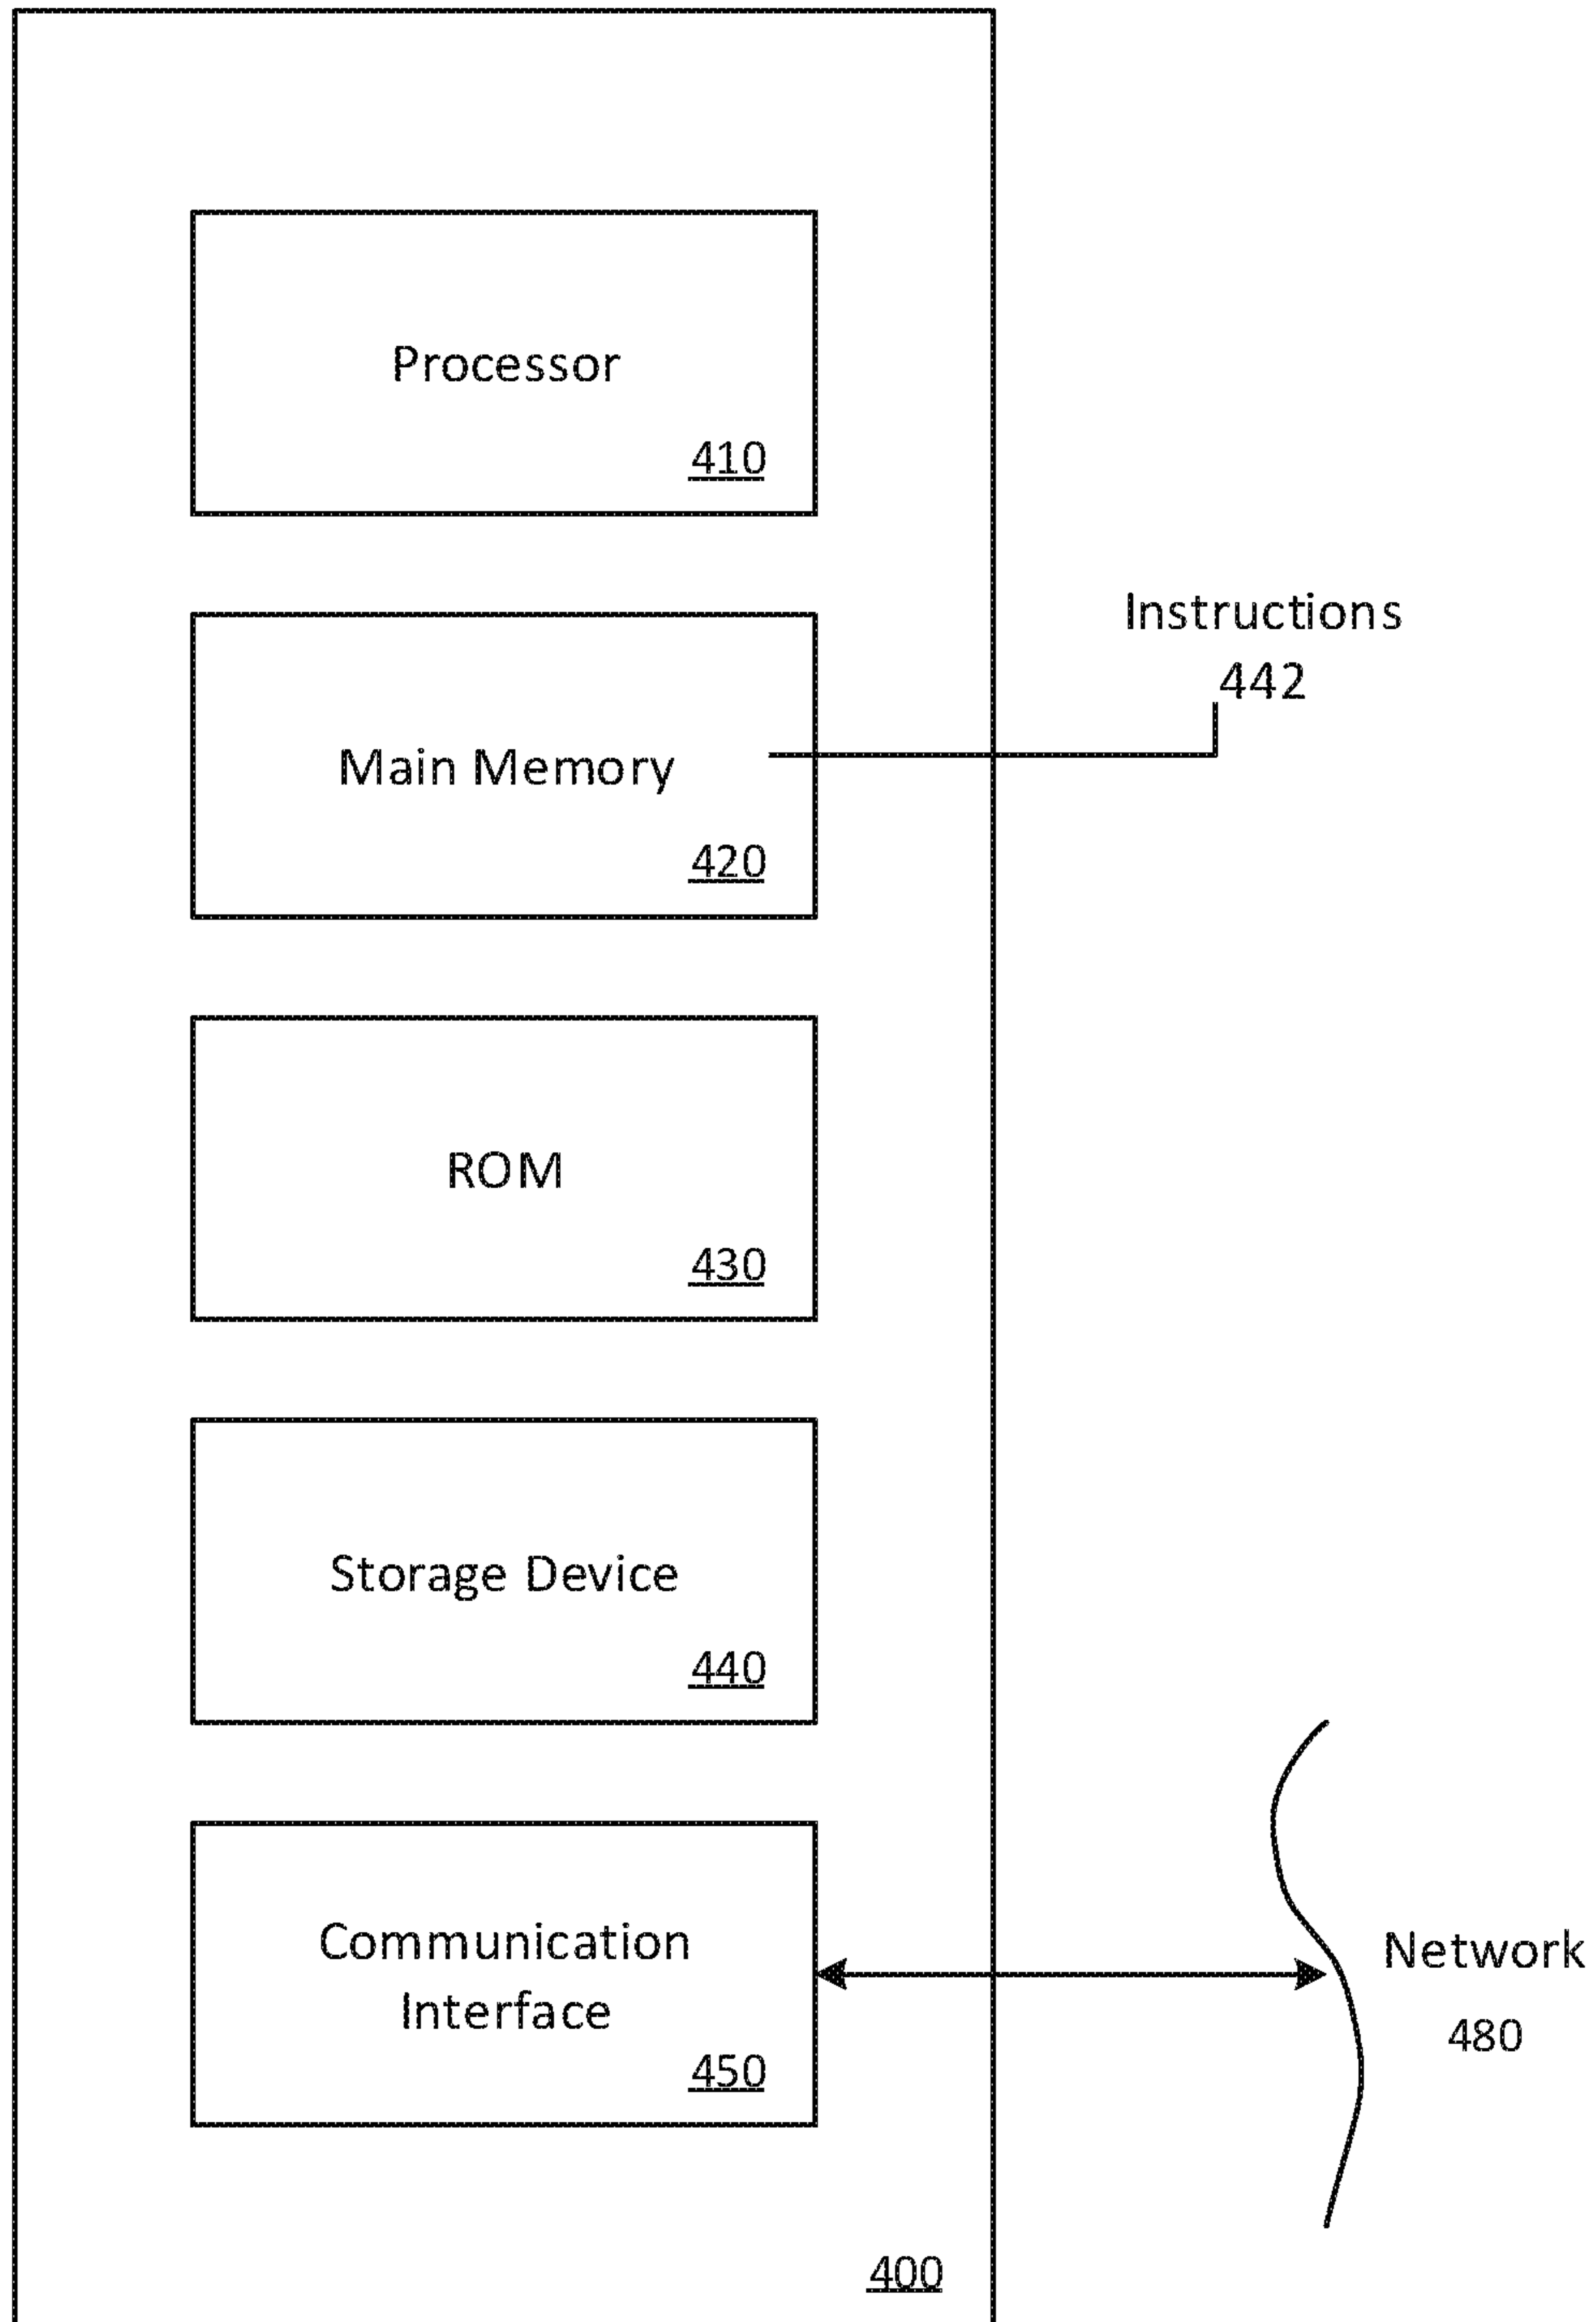 Processor
410
Instructions
442
Main Memory
420
ROM
430
Storage Device
440
Communication
Interface
450
Network
480
400